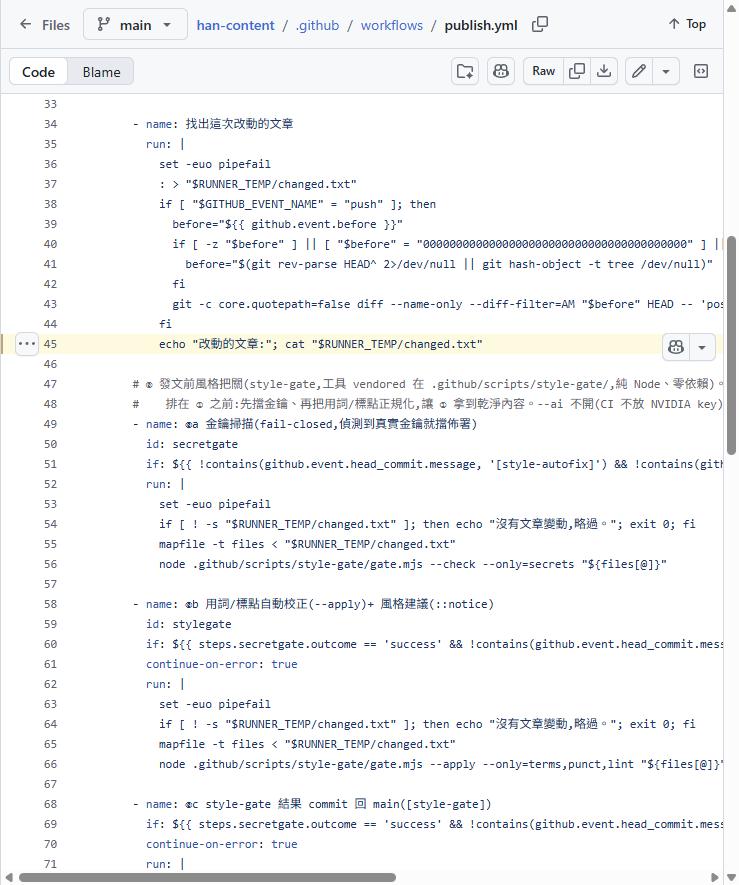 Files
main
han-content / .github / workflows / publish.yml
Top
Code
Blame
Raw
33
34 - name: 找出這次改動的文章
35 run: |
36 set -euo pipefail
37 : > "$RUNNER_TEMP/changed.txt"
38 if [ "$GITHUB_EVENT_NAME" = "push" ]; then
39 before="${{ github.event.before }}"
40 if [ -z "$before" ] || [ "$before" = "0000000000000000000000000000000000000000" ] ||
41 before="$(git rev-parse HEAD^ 2>/dev/null || git hash-object -t tree /dev/null)"
42 fi
43 git -c core.quotepath=false diff --name-only --diff-filter=AM "$before" HEAD -- 'pos
44 fi
45 echo "改動的文章:"; cat "$RUNNER_TEMP/changed.txt"
46
47 # 發文前風格把關(style-gate,工具 vendored 在 .github/scripts/style-gate/,純 Node、零依賴)。
48 # 排在 之前:先擋金鑰、再把用詞/標點正規化,讓 拿到乾淨內容。--ai 不開(CI 不放 NVIDIA key)
49 - name: a 金鑰掃描(fail-closed,偵測到真實金鑰就擋佈署)
50 id: secretgate
51 if: ${{ !contains(github.event.head_commit.message, '[style-autofix]') && !contains(gith
52 run: |
53 set -euo pipefail
54 if [ ! -s "$RUNNER_TEMP/changed.txt" ]; then echo "沒有文章變動,略過。"; exit 0; fi
55 mapfile -t files < "$RUNNER_TEMP/changed.txt"
56 node .github/scripts/style-gate/gate.mjs --check --only=secrets "${files[@]}"
57
58 - name: b 用詞/標點自動校正(--apply)+ 風格建議(::notice)
59 id: stylegate
60 if: ${{ steps.secretgate.outcome == 'success' && !contains(github.event.head_commit.mess
61 continue-on-error: true
62 run: |
63 set -euo pipefail
64 if [ ! -s "$RUNNER_TEMP/changed.txt" ]; then echo "沒有文章變動,略過。"; exit 0; fi
65 mapfile -t files < "$RUNNER_TEMP/changed.txt"
66 node .github/scripts/style-gate/gate.mjs --apply --only=terms,punct,lint "${files[@]}"
67
68 - name: c style-gate 結果 commit 回 main([style-gate])
69 if: ${{ steps.secretgate.outcome == 'success' && !contains(github.event.head_commit.mess
70 continue-on-error: true
71 run: |